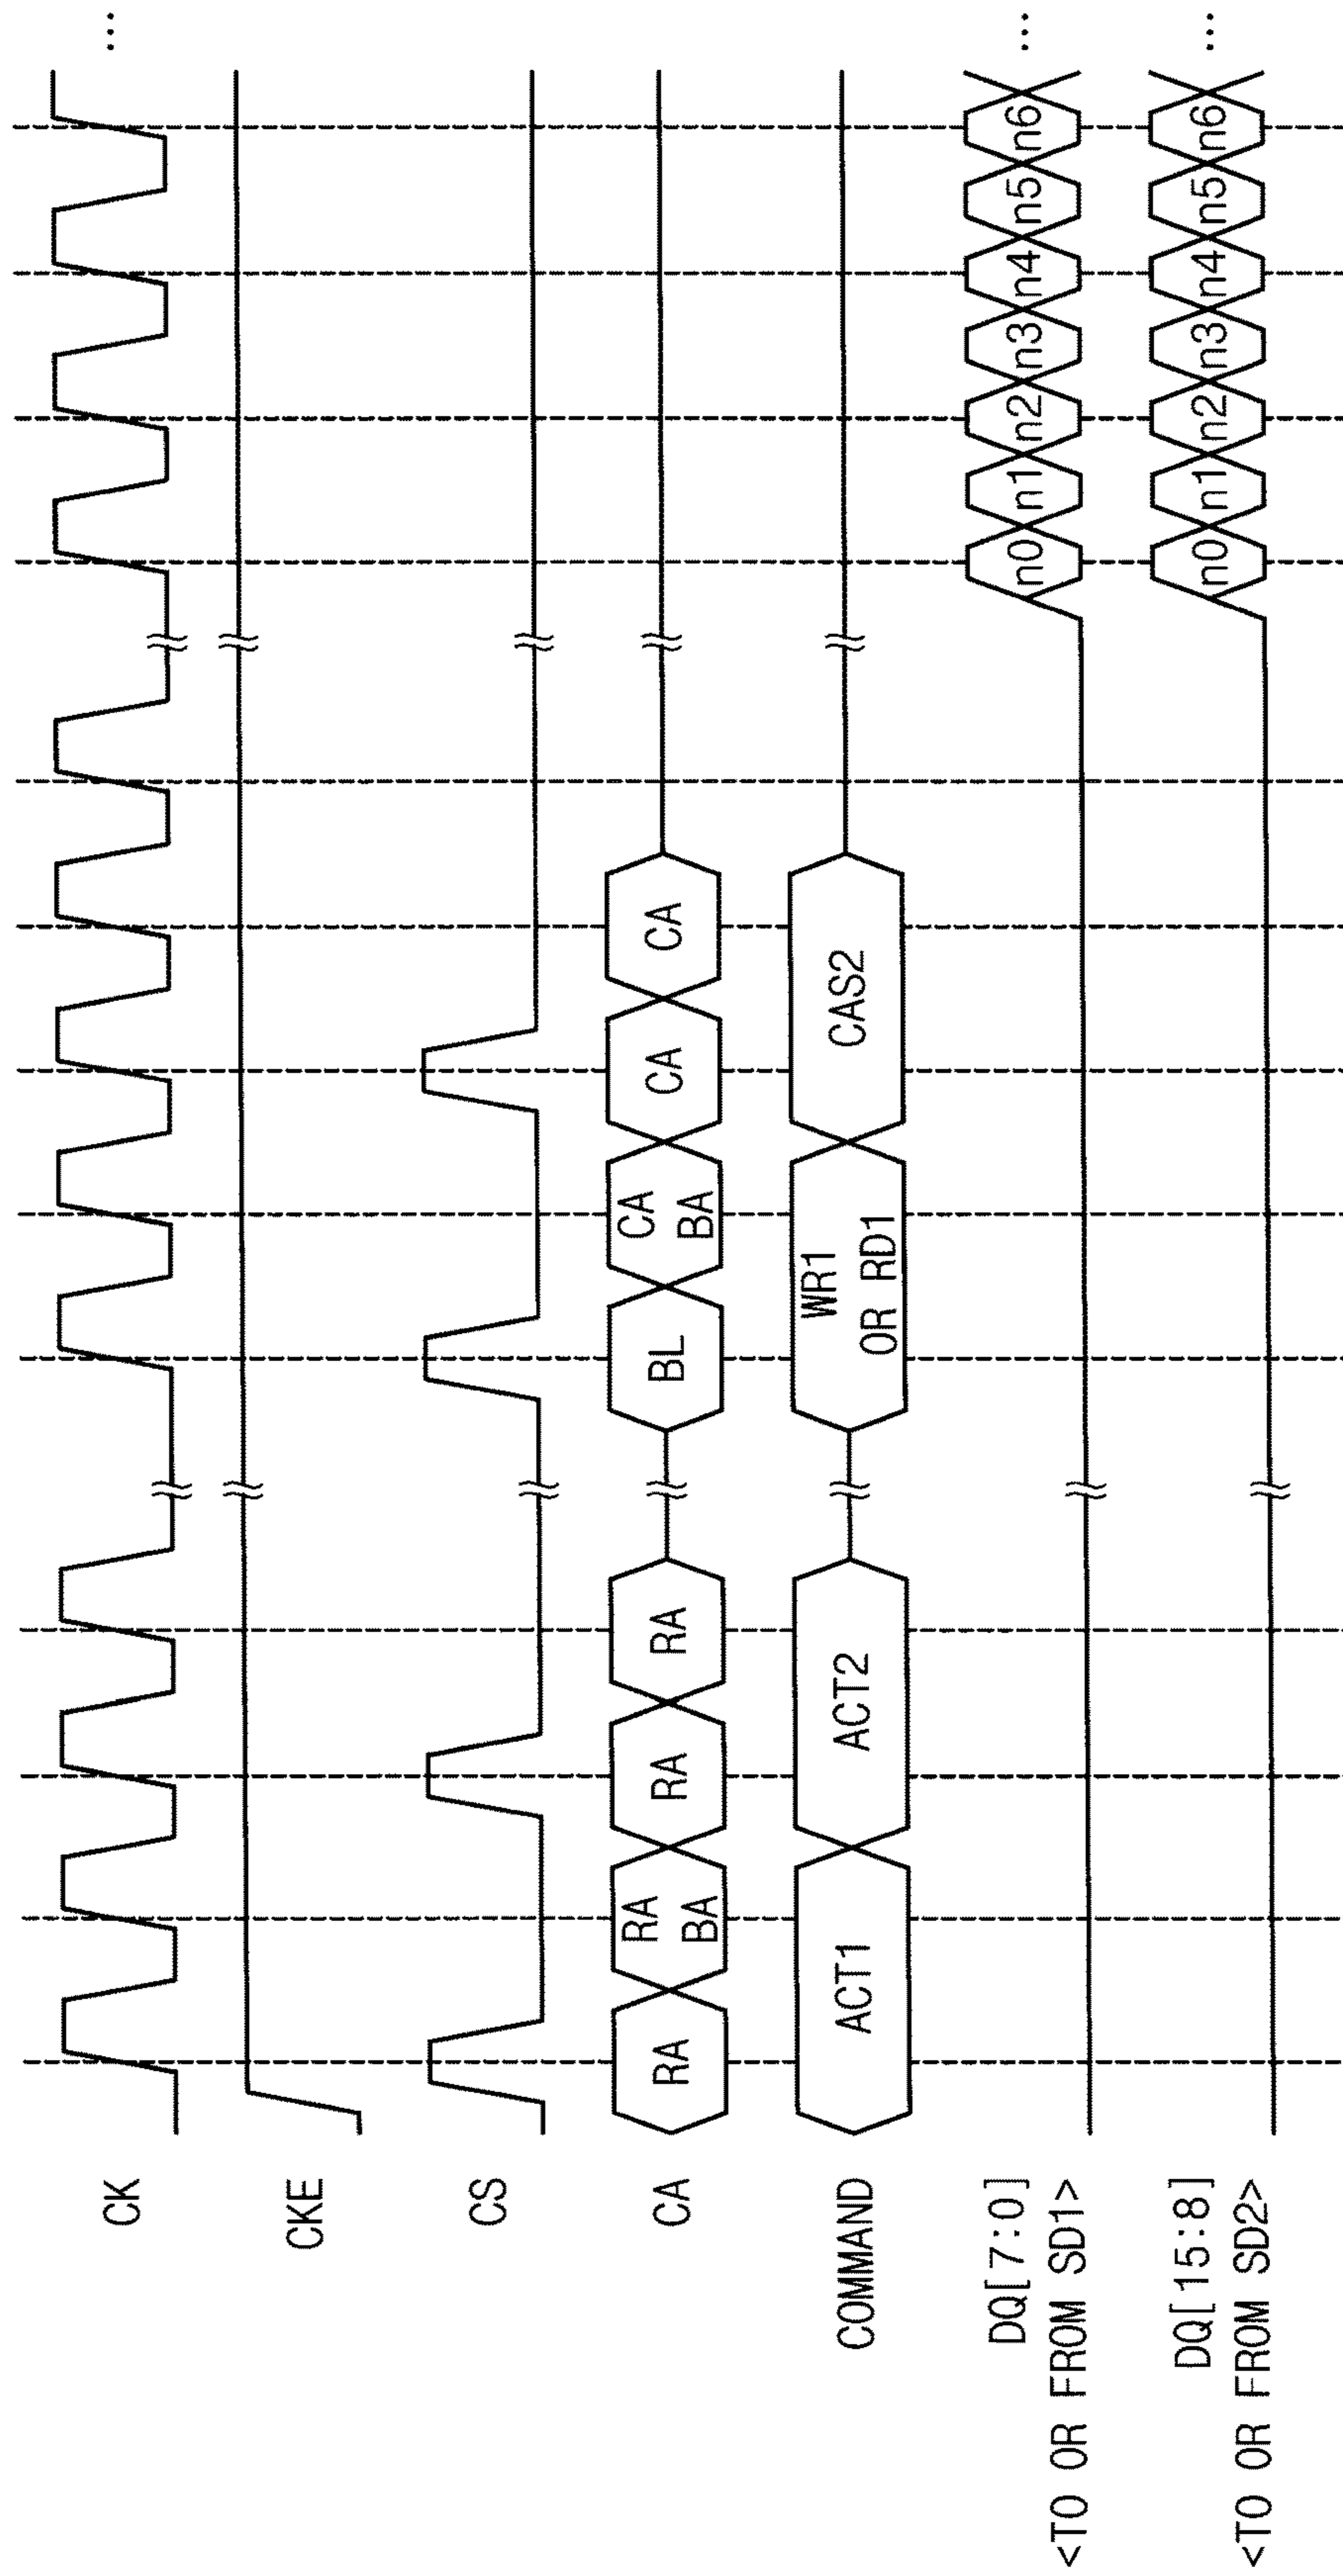 CK
...
CKE
CS
CA
RA
RA
BA
RA
RA
BL
CA
BA
CA
CA
COMMAND
ACT1
ACT2
WR1
OR RD1
CAS2
DQ[7:0]
<TO OR FROM SD1>
n0 n1 n2 n3 n4 n5 n6 ...
DQ[15:8]
<TO OR FROM SD2>
n0 n1 n2 n3 n4 n5 n6 ...